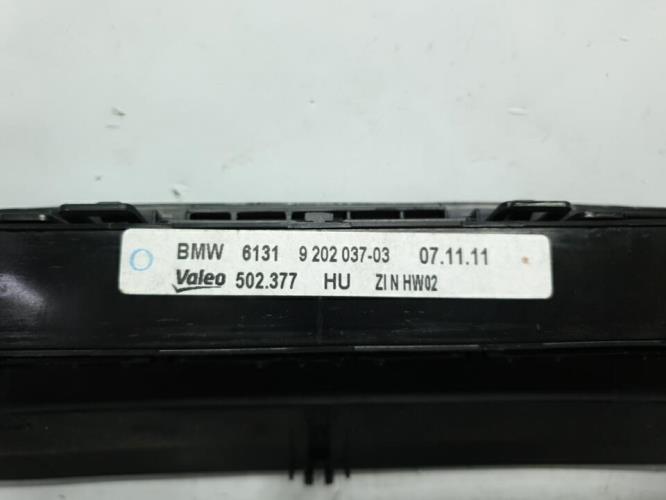 BMW 6131 9 202 037-03 07.11.11
Valeo 502.377 HU ZI N HW02